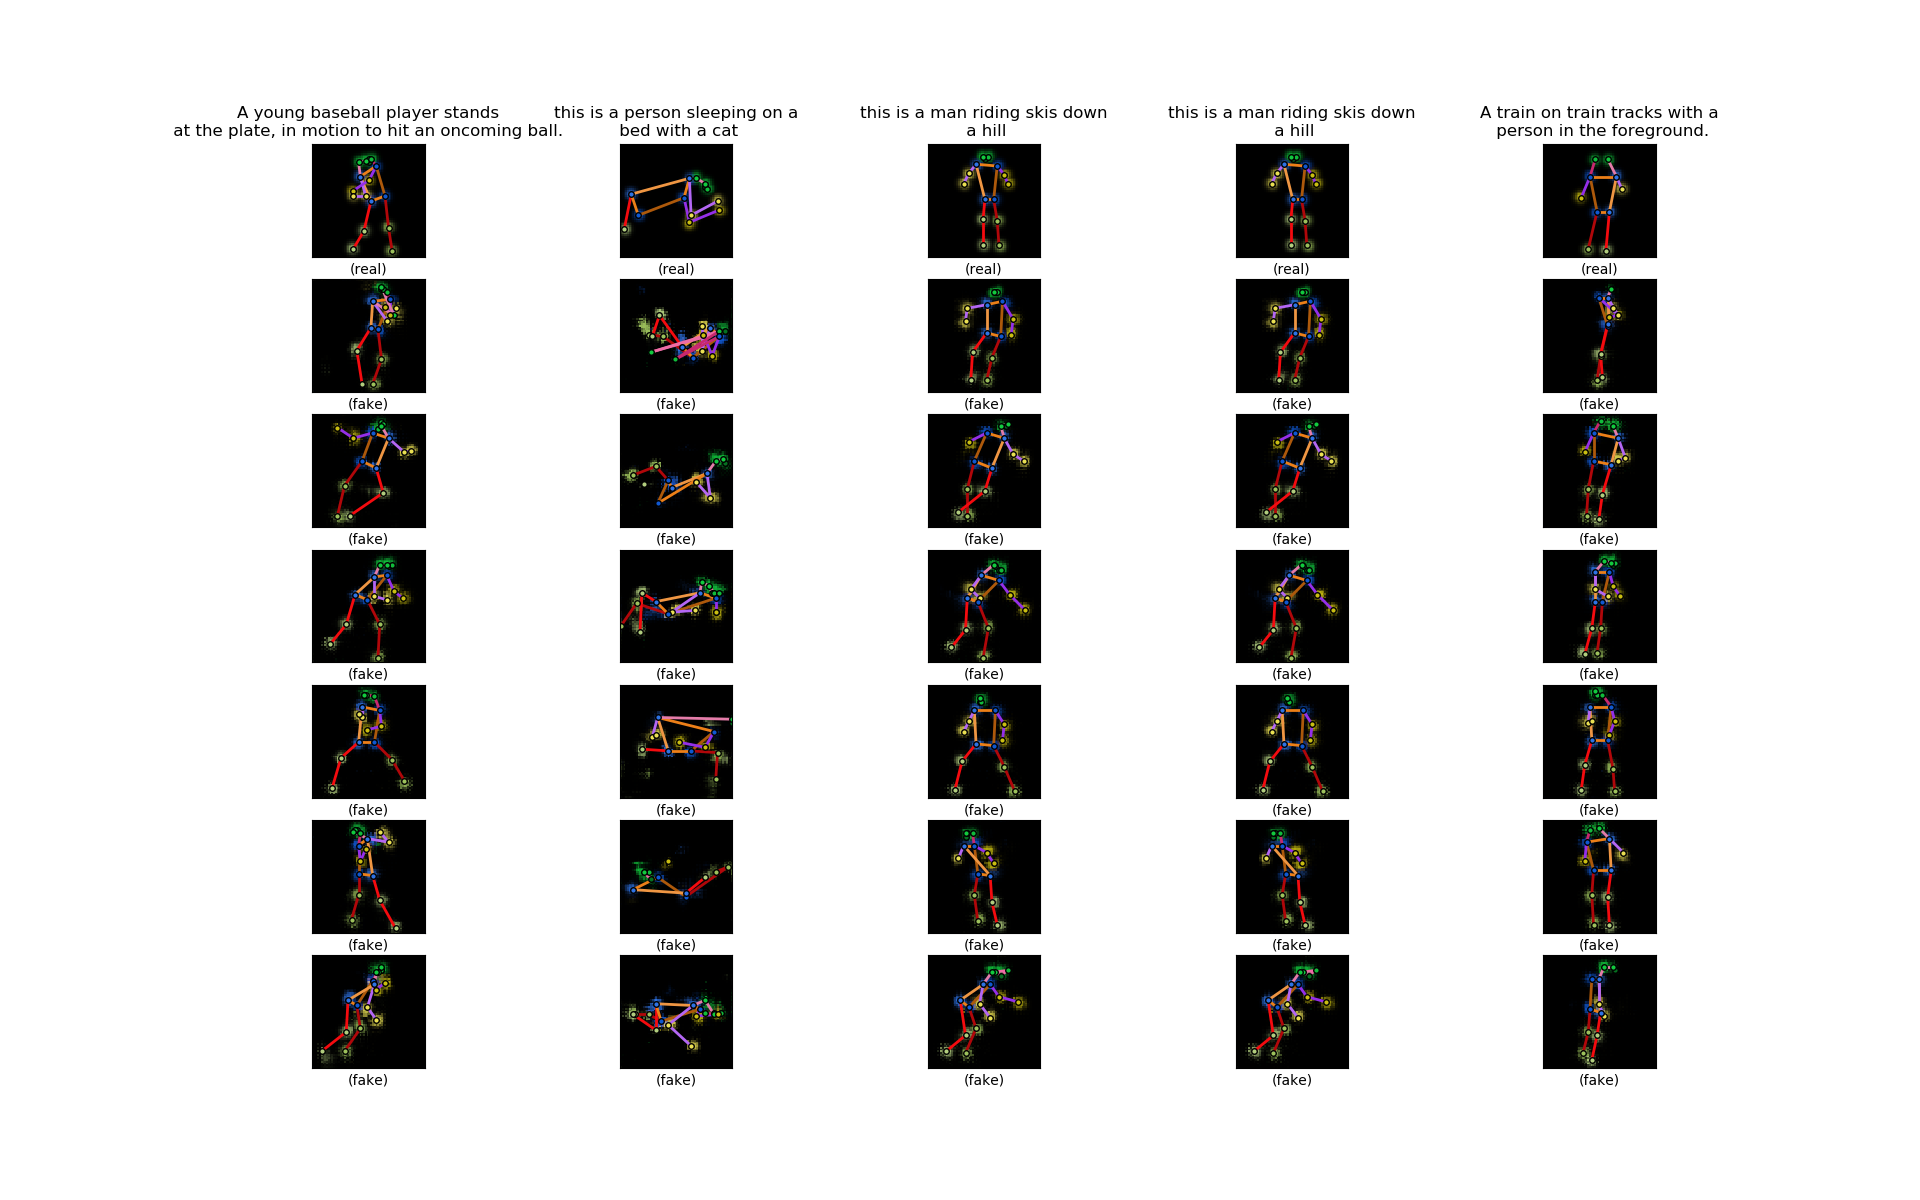 A young baseball player stands
at the plate, in motion to hit an oncoming ball.
this is a person sleeping on a
bed with a cat
this is a man riding skis down
a hill
this is a man riding skis down
a hill
A train on train tracks with a
person in the foreground.
(real) (real) (real) (real) (real)
(fake) (fake) (fake) (fake) (fake)
(fake) (fake) (fake) (fake) (fake)
(fake) (fake) (fake) (fake) (fake)
(fake) (fake) (fake) (fake) (fake)
(fake) (fake) (fake) (fake) (fake)
(fake) (fake) (fake) (fake) (fake)